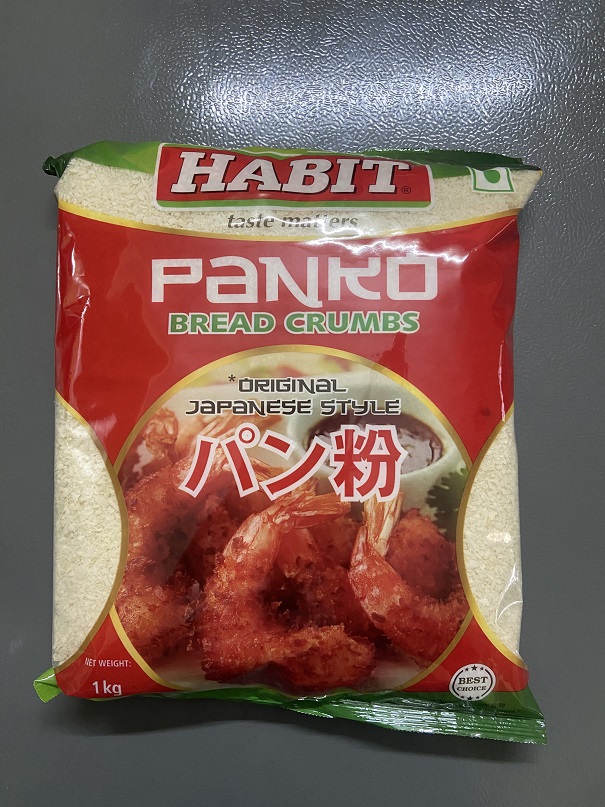 HABIT®
taste matters
PANKO
BREAD CRUMBS
*ORIGINAL
JAPANESE STYLE
パン粉
NET WEIGHT:
1kg
BEST
CHOICE